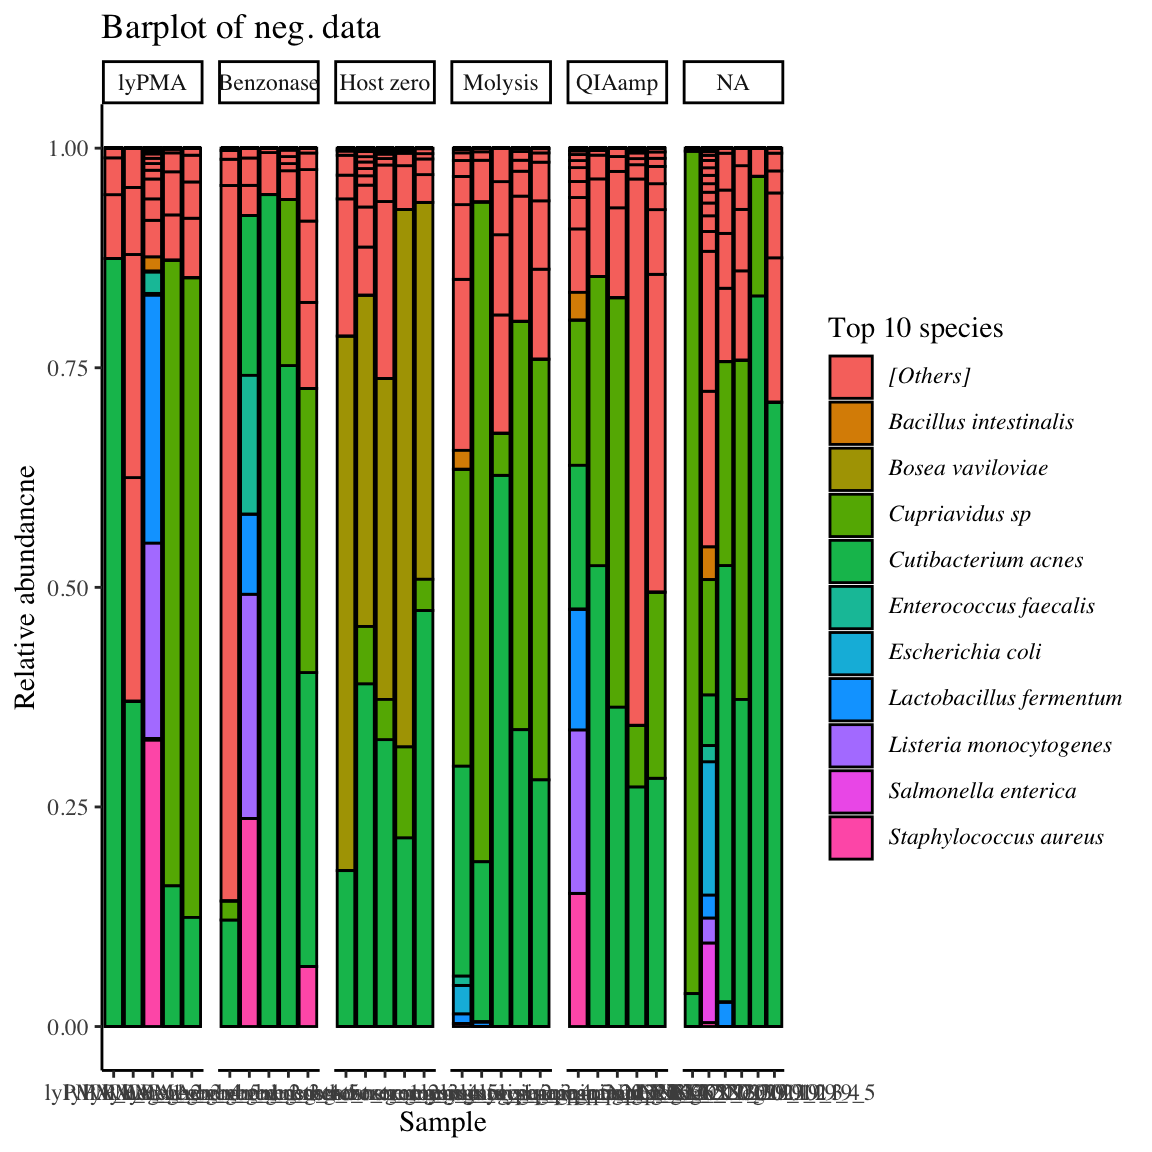 Barplot of neg. data
lyPMA Benzonase Host zero Molysis QIAamp NA
1.00
0.75
0.50
0.25
0.00
Relative abundancne
Sample
Top 10 species
[Others]
Bacillus intestinalis
Bosea vaviloviae
Cupriavidus sp
Cutibacterium acnes
Enterococcus faecalis
Escherichia coli
Lactobacillus fermentum
Listeria monocytogenes
Salmonella enterica
Staphylococcus aureus